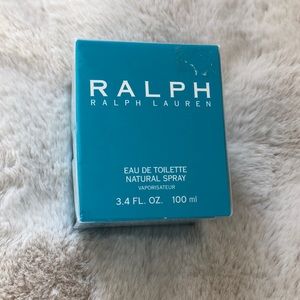 RALPH
RALPH LAUREN
EAU DE TOILETTE
NATURAL SPRAY
VAPORISATEUR
3.4 FL. OZ. 100 ml